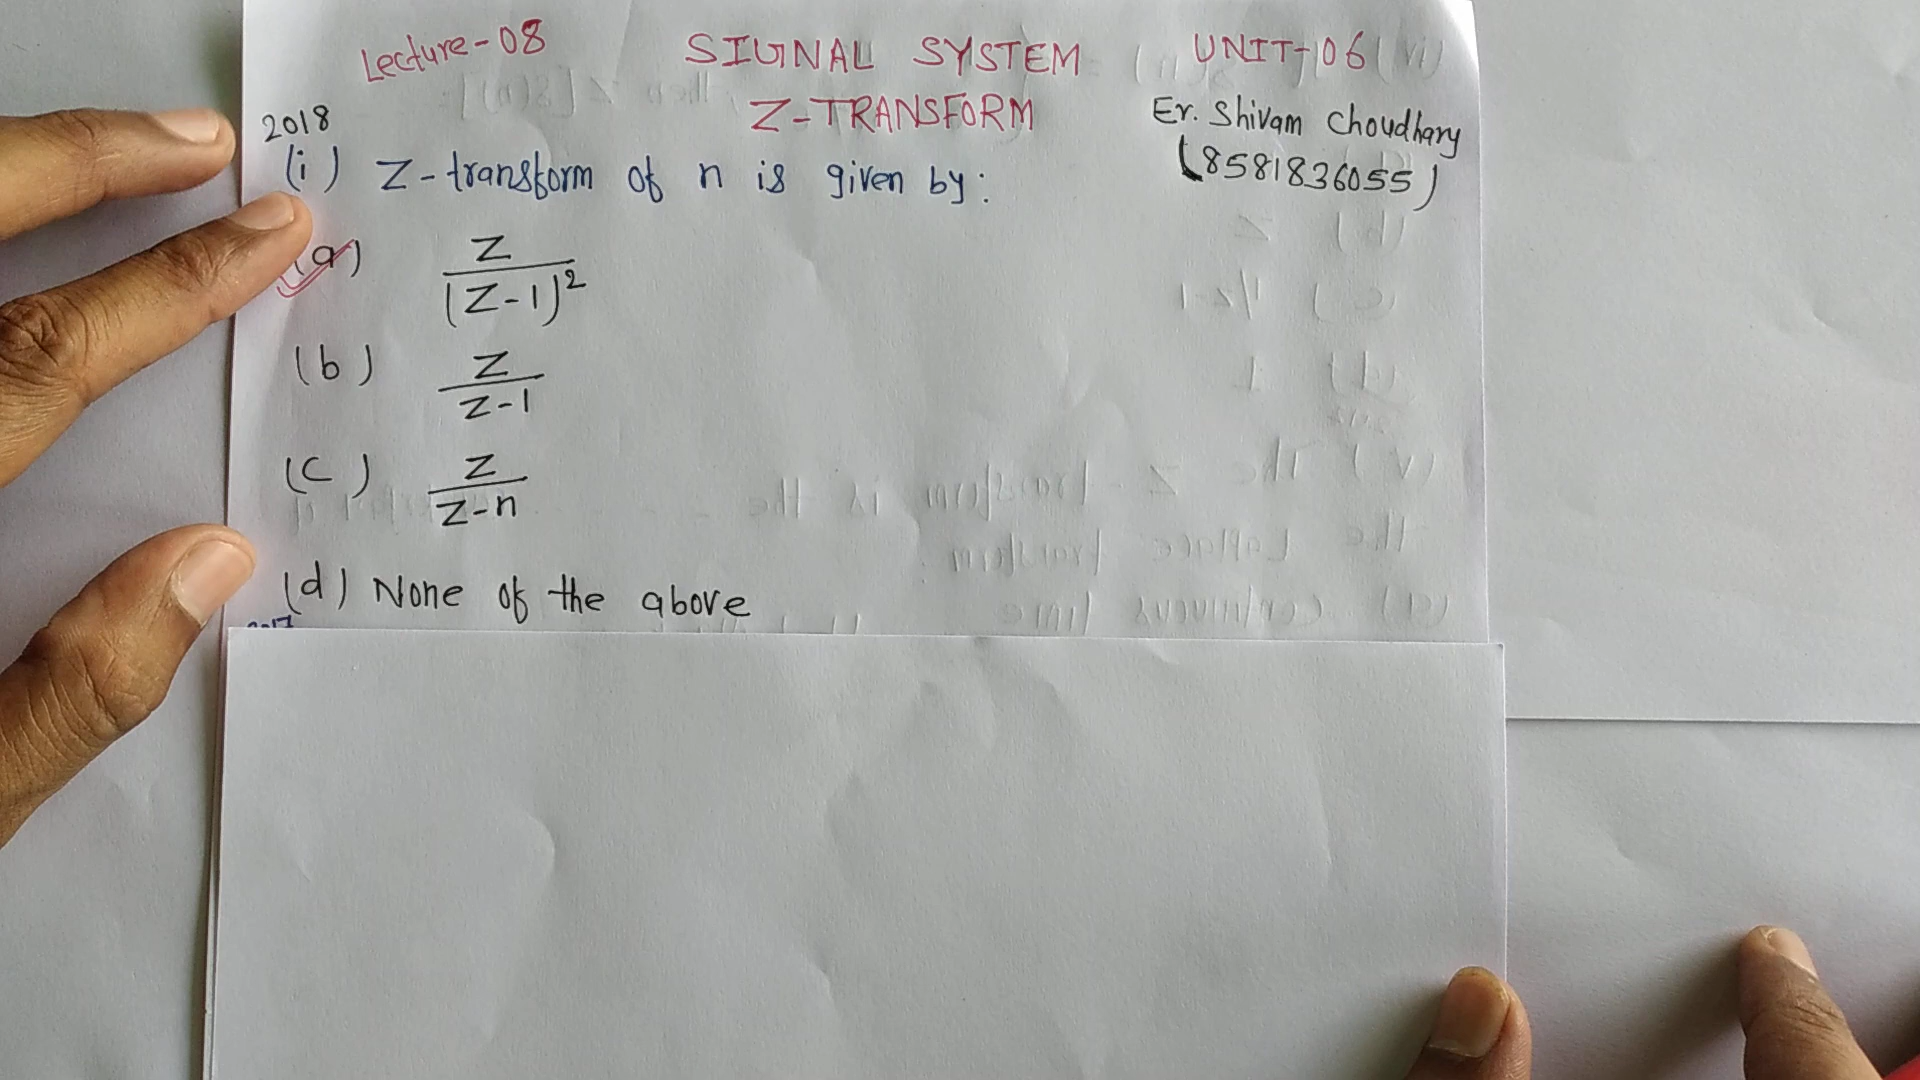 Lecture-08 SIGNAL SYSTEM UNIT-06
Z-TRANSFORM
Er. Shivam Choudhary
(8581836055)
2018
(i) Z-transform of n is given by:
(a) Z/(Z-1)²
(b) Z/Z-1
(c) Z/Z-n
(d) None of the above